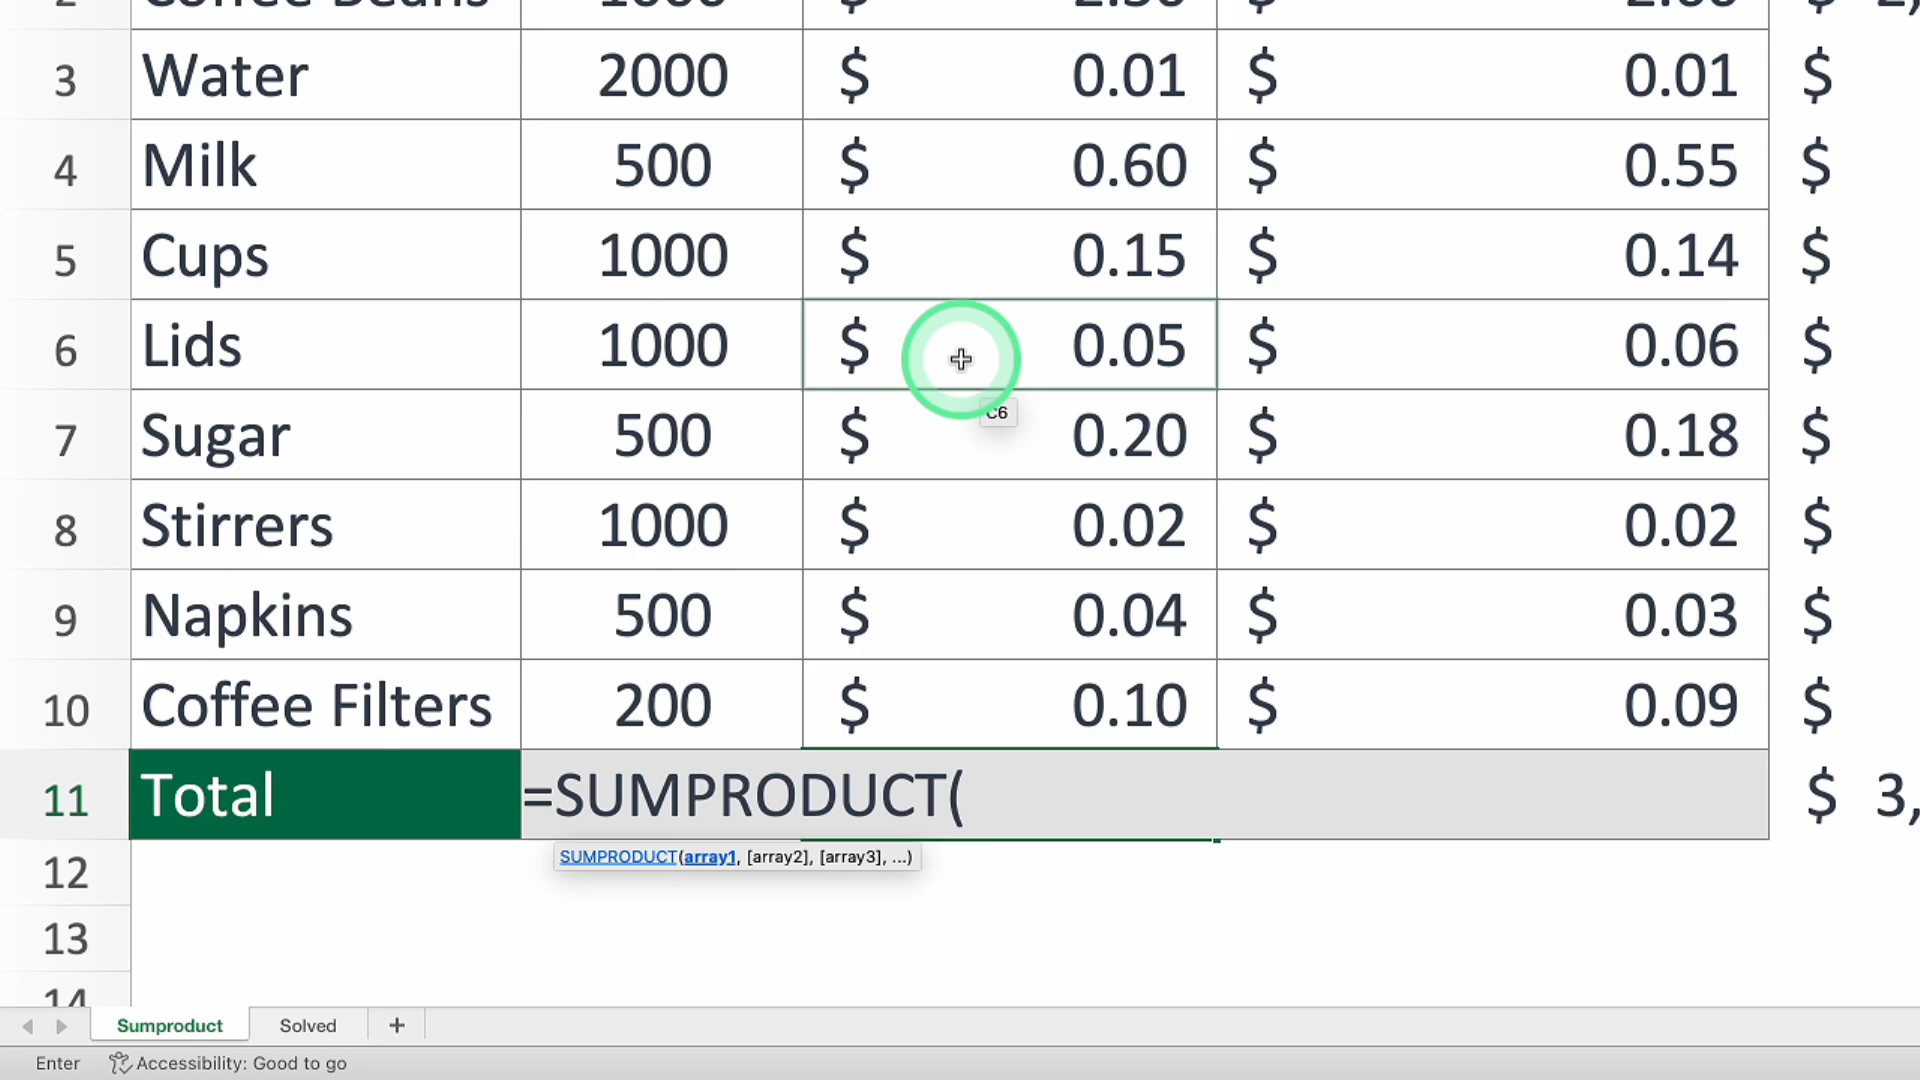 3 Water 2000 $ 0.01 $ 0.01 $
4 Milk 500 $ 0.60 $ 0.55 $
5 Cups 1000 $ 0.15 $ 0.14 $
6 Lids 1000 $ 0.05 $ 0.06 $
C6
7 Sugar 500 $ 0.20 $ 0.18 $
8 Stirrers 1000 $ 0.02 $ 0.02 $
9 Napkins 500 $ 0.04 $ 0.03 $
10 Coffee Filters 200 $ 0.10 $ 0.09 $
11 Total =SUMPRODUCT( $ 3,
SUMPRODUCT(array1, [array2], [array3], ...)
12
13
14
Sumproduct Solved +
Enter Accessibility: Good to go